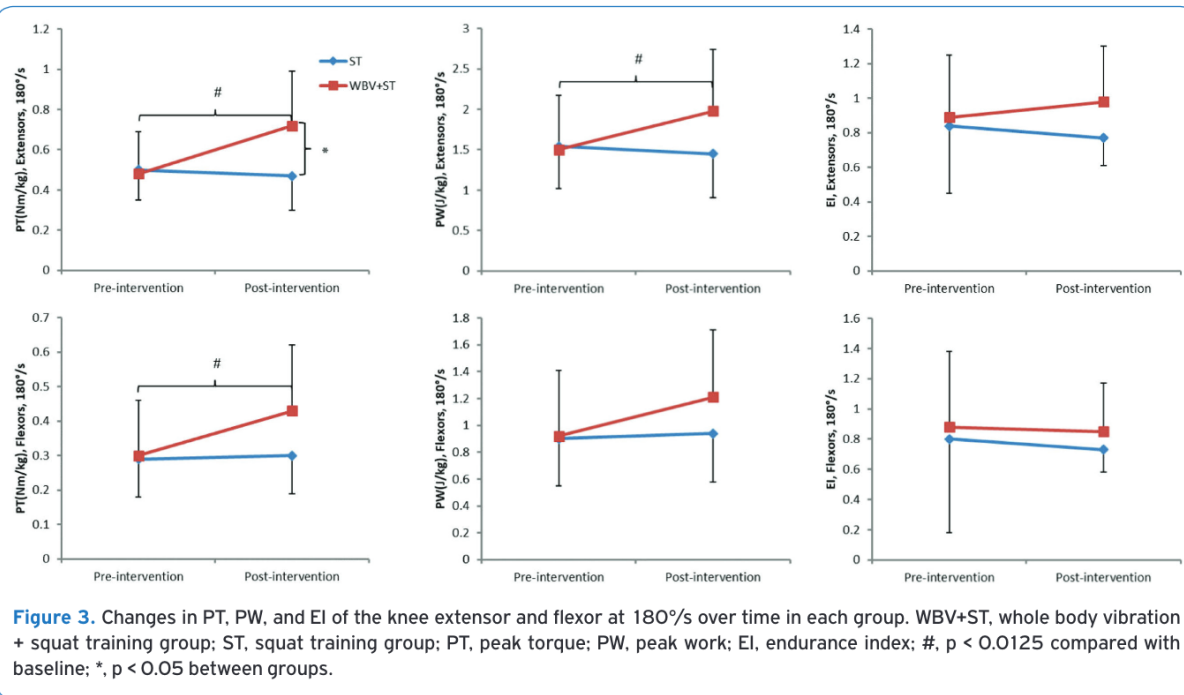 PT(Nm/kg), Extensors, 180°/s
1.2
1
0.8
0.6
0.4
0.2
0
#
*
ST
WBV+ST
Pre-intervention
Post-intervention
PW(J/kg), Extensors, 180°/s
3
2.5
2
1.5
1
0.5
0
#
Pre-intervention
Post-intervention
EI, Extensors, 180°/s
1.4
1.2
1
0.8
0.6
0.4
0.2
0
Pre-intervention
Post-intervention
PT(Nm/kg), Flexors, 180°/s
0.7
0.6
0.5
0.4
0.3
0.2
0.1
0
#
Pre-intervention
Post-intervention
PW(J/kg), Flexors, 180°/s
1.8
1.6
1.4
1.2
1
0.8
0.6
0.4
0.2
0
Pre-intervention
Post-intervention
EI, Flexors, 180°/s
1.6
1.4
1.2
1
0.8
0.6
0.4
0.2
0
Pre-intervention
Post-intervention
Figure 3. Changes in PT, PW, and EI of the knee extensor and flexor at 180°/s over time in each group. WBV+ST, whole body vibration
+ squat training group; ST, squat training group; PT, peak torque; PW, peak work; EI, endurance index; #, p < 0.0125 compared with
baseline; *, p < 0.05 between groups.